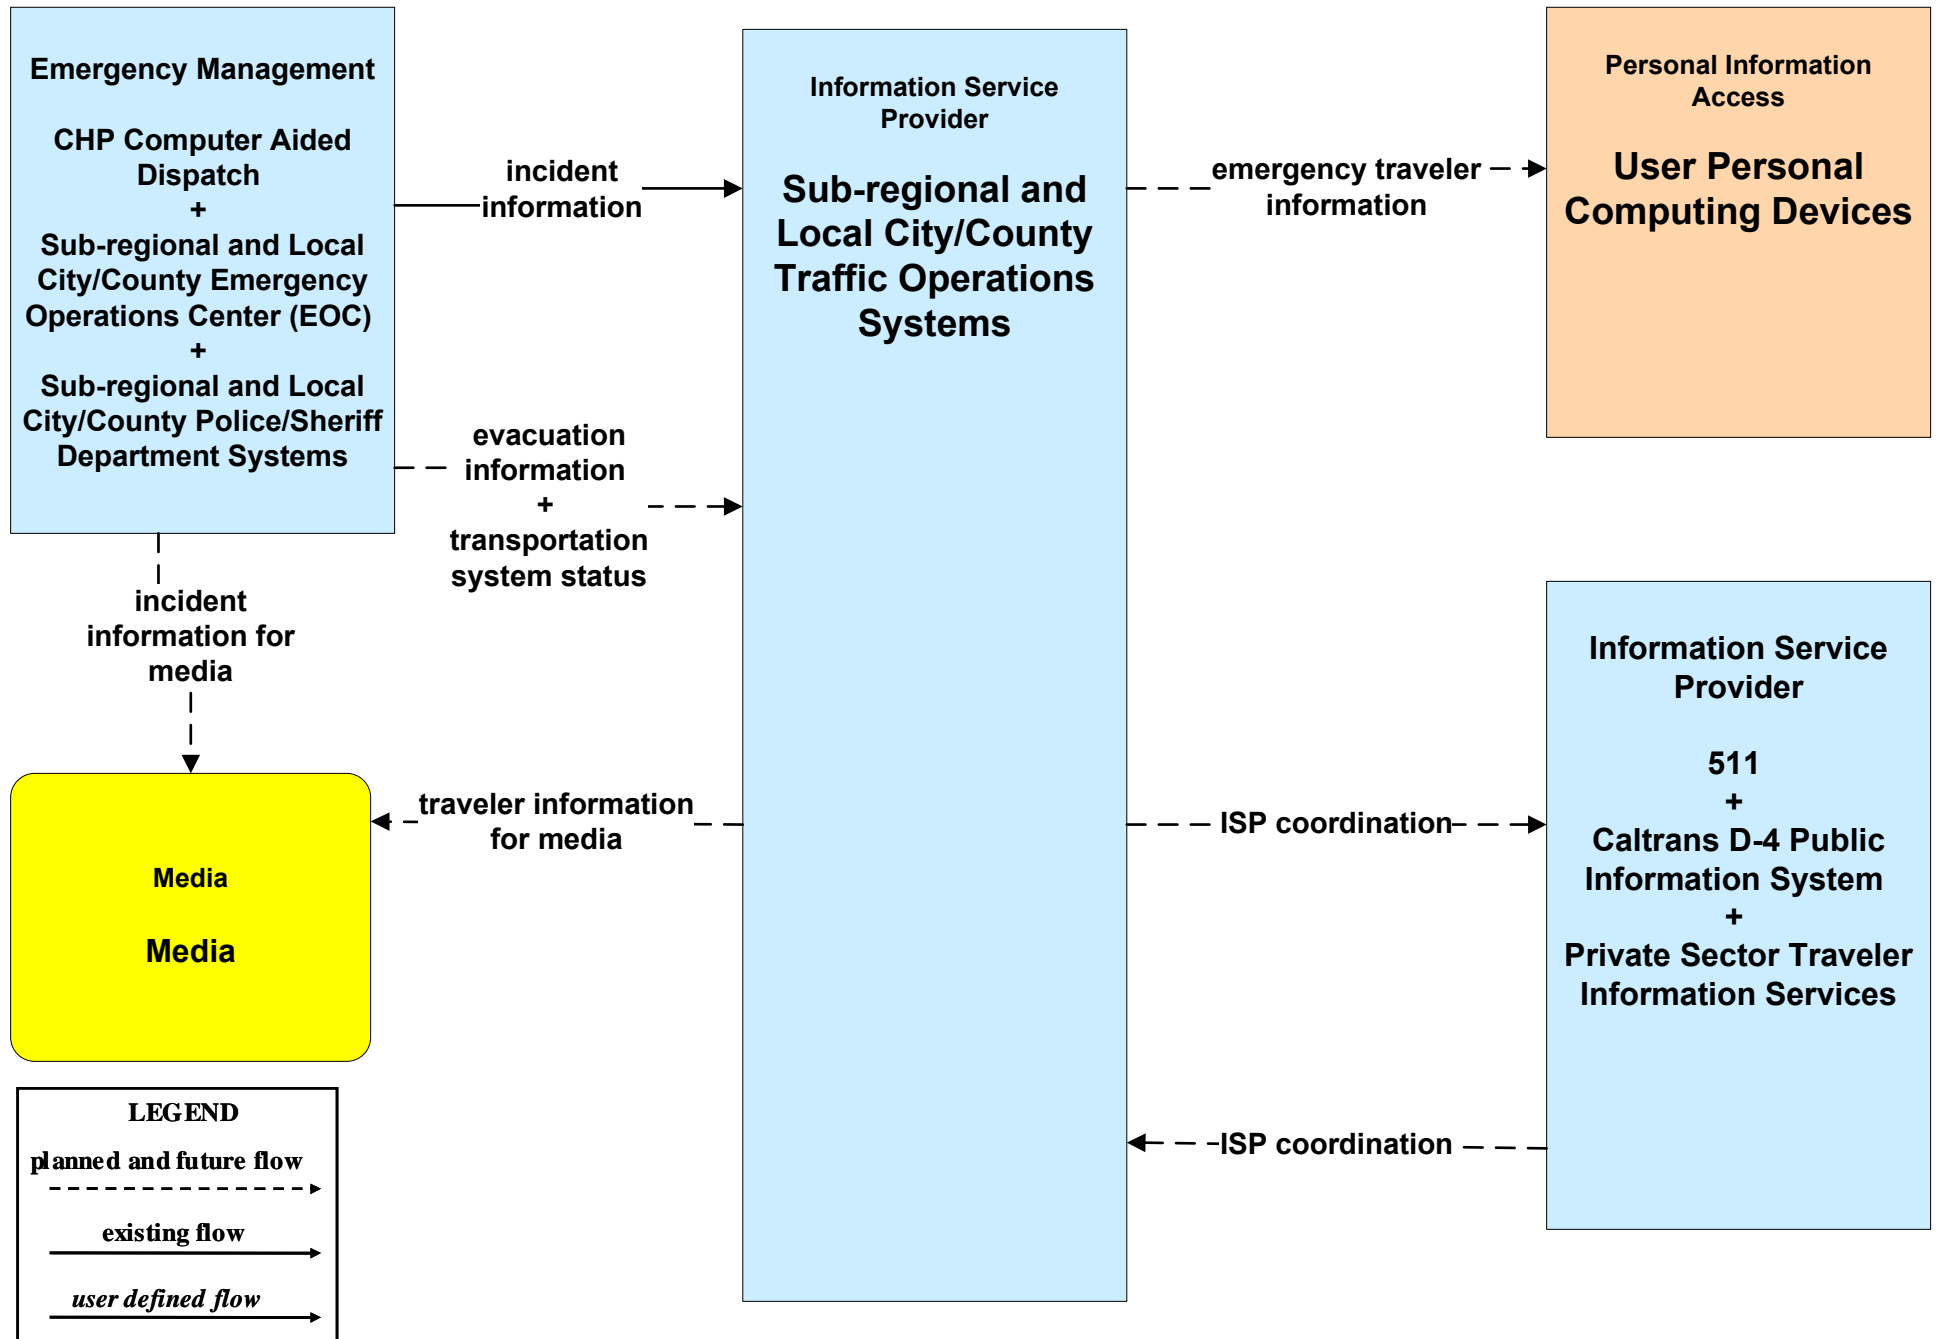 Emergency Management
CHP Computer Aided
Dispatch
+
Sub-regional and Local
City/County Emergency
Operations Center (EOC)
+
Sub-regional and Local
City/County Police/Sheriff
Department Systems
incident
information
evacuation
information
+
transportation
system status
incident
information for
media
Media
Media
traveler information
for media
Information Service
Provider
Sub-regional and
Local City/County
Traffic Operations
Systems
emergency traveler
information
Personal Information
Access
User Personal
Computing Devices
ISP coordination
ISP coordination
Information Service
Provider
511
+
Caltrans D-4 Public
Information System
+
Private Sector Traveler
Information Services
LEGEND
planned and future flow
existing flow
user defined flow